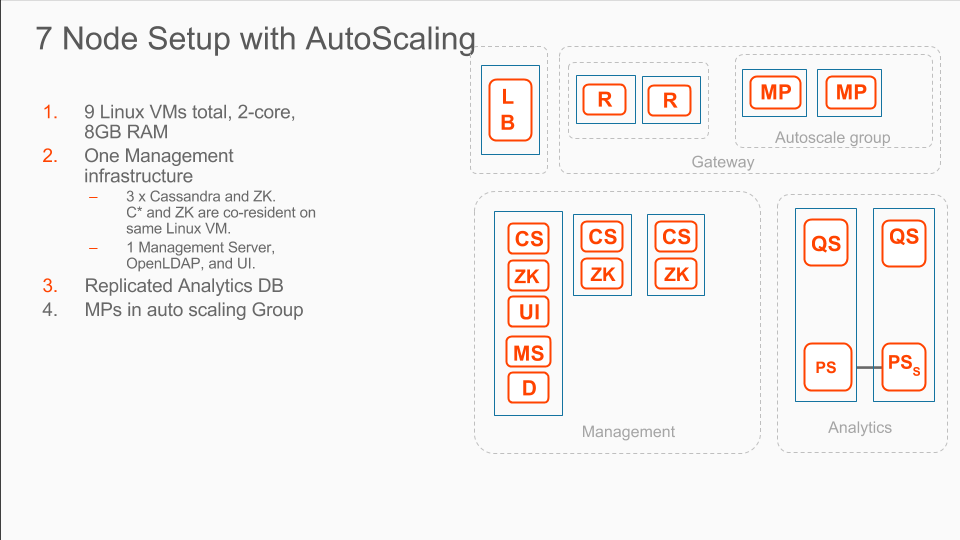 7 Node Setup with AutoScaling
1. 9 Linux VMs total, 2-core,
8GB RAM
2. One Management
infrastructure
– 3 x Cassandra and ZK.
C* and ZK are co-resident on
same Linux VM.
– 1 Management Server,
OpenLDAP, and UI.
3. Replicated Analytics DB
4. MPs in auto scaling Group
L
B
R R
MP MP
Autoscale group
Gateway
CS CS CS
ZK ZK ZK
UI
MS
D
Management
QS QS
PS PSs
Analytics